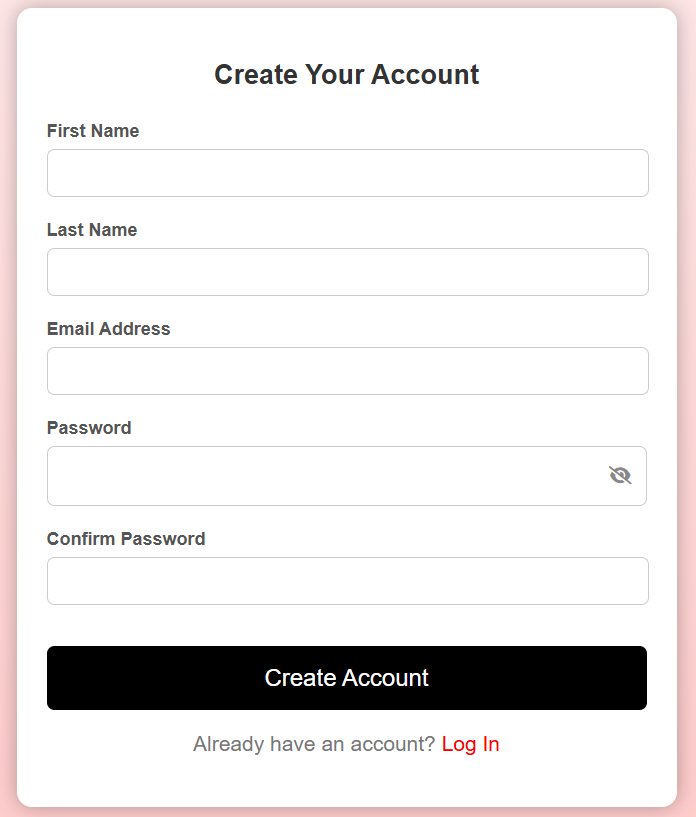 Create Your Account
First Name
Last Name
Email Address
Password
Confirm Password
Create Account
Already have an account? Log In